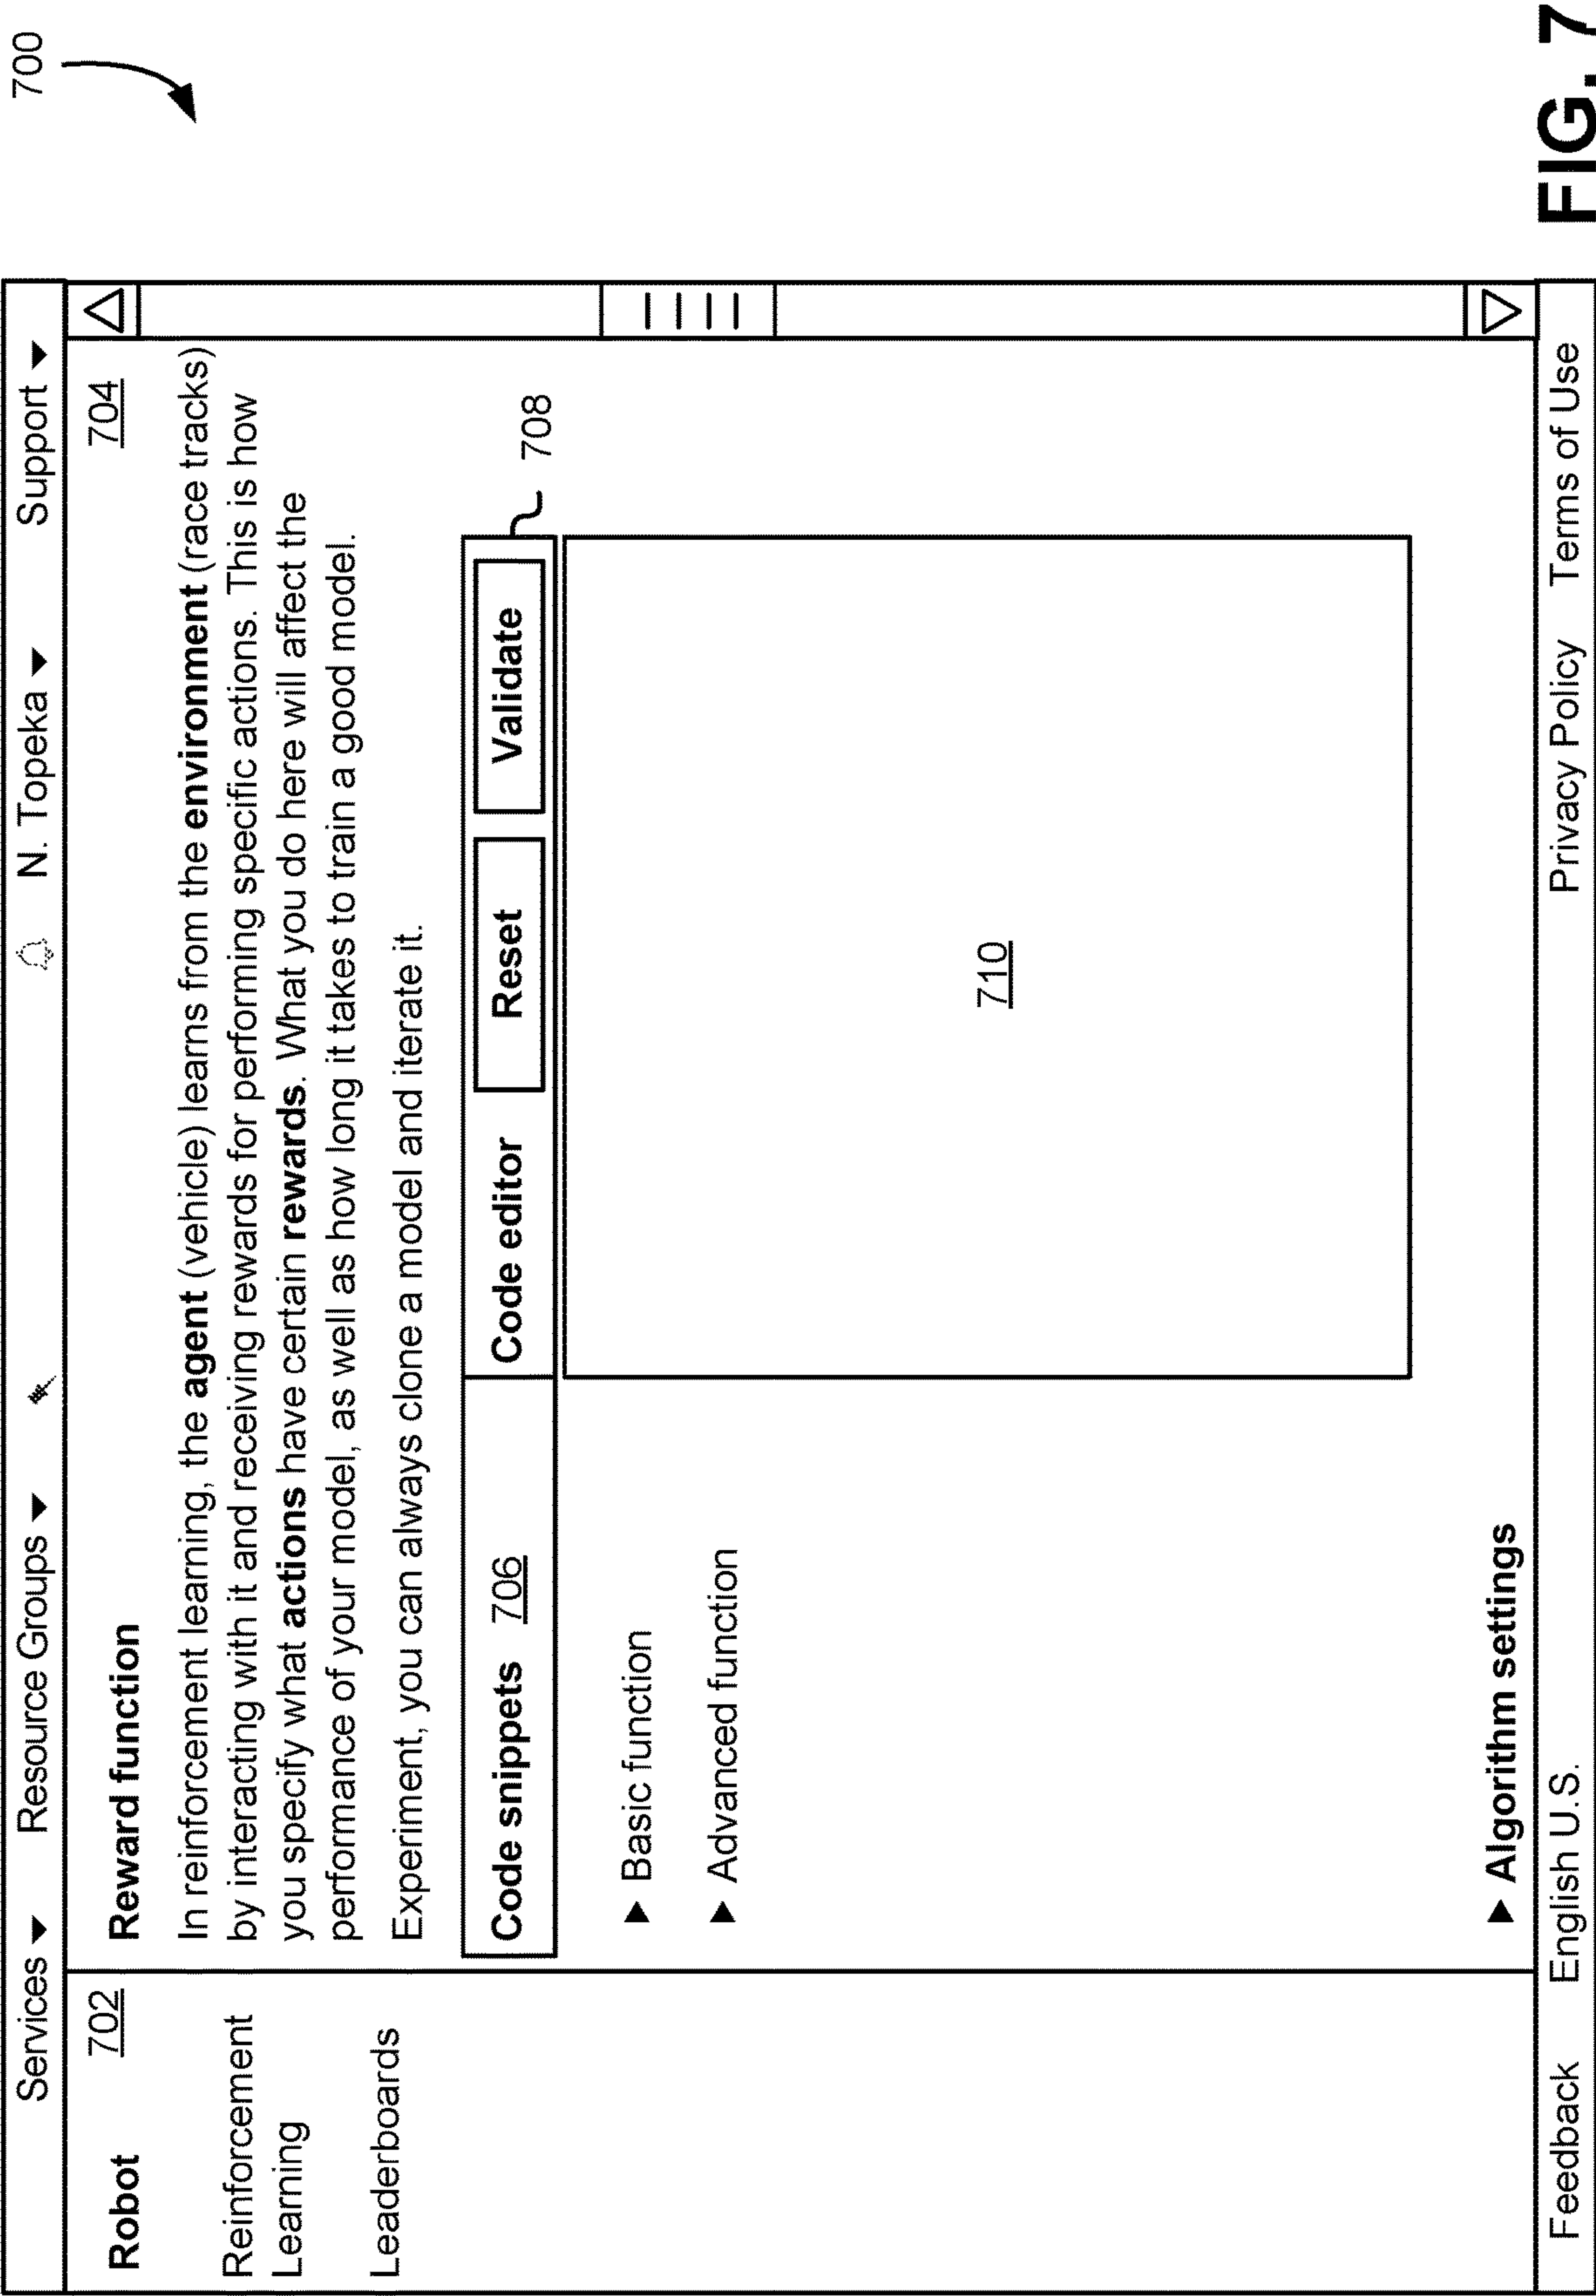 700
Services Resource Groups N. Topeka Support
Robot 702
Reinforcement
Learning
Leaderboards
Reward function 704
In reinforcement learning, the agent (vehicle) learns from the environment (race tracks)
by interacting with it and receiving rewards for performing specific actions. This is how
you specify what actions have certain rewards. What you do here will affect the
performance of your model, as well as how long it takes to train a good model.
Experiment, you can always clone a model and iterate it.
Code snippets 706 Code editor Reset Validate 708
Basic function
Advanced function
710
Algorithm settings
Feedback English U.S. Privacy Policy Terms of Use
FIG. 7